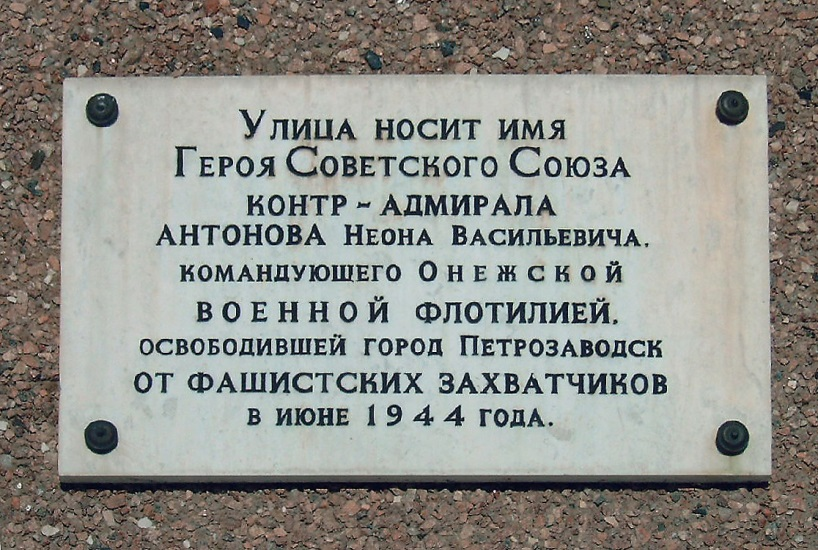 Улица носит имя
Героя Советского Союза
контр - адмирала
Антонова Неона Васильевича.
командующего Онежской
военной флотилией.
освободившей город Петрозаводск
от фашистских захватчиков
в июне 1944 года.